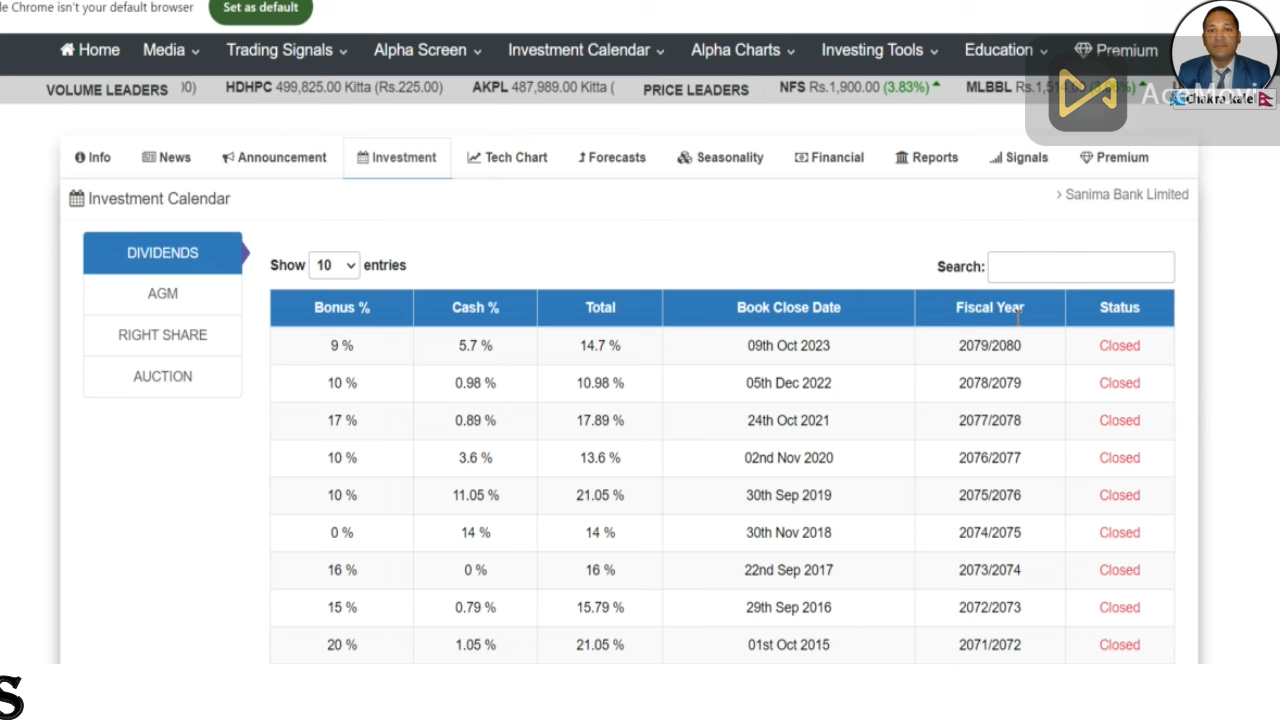 le Chrome isn't your default browser Set as default
Home Media Trading Signals Alpha Screen Investment Calendar Alpha Charts Investing Tools Education Premium
VOLUME LEADERS 00) HDHPC 499,825.00 Kitta (Rs.225.00) AKPL 487,989.00 Kitta ( PRICE LEADERS NFS Rs.1,900.00 (3.83%) MLBBL
Info News Announcement Investment Tech Chart Forecasts Seasonality Financial Reports Signals Premium
Investment Calendar > Sanima Bank Limited
DIVIDENDS
AGM
RIGHT SHARE
AUCTION
Show 10 entries Search:
Bonus % Cash % Total Book Close Date Fiscal Year Status
9 % 5.7 % 14.7 % 09th Oct 2023 2079/2080 Closed
10 % 0.98 % 10.98 % 05th Dec 2022 2078/2079 Closed
17 % 0.89 % 17.89 % 24th Oct 2021 2077/2078 Closed
10 % 3.6 % 13.6 % 02nd Nov 2020 2076/2077 Closed
10 % 11.05 % 21.05 % 30th Sep 2019 2075/2076 Closed
0 % 14 % 14 % 30th Nov 2018 2074/2075 Closed
16 % 0 % 16 % 22nd Sep 2017 2073/2074 Closed
15 % 0.79 % 15.79 % 29th Sep 2016 2072/2073 Closed
20 % 1.05 % 21.05 % 01st Oct 2015 2071/2072 Closed
s